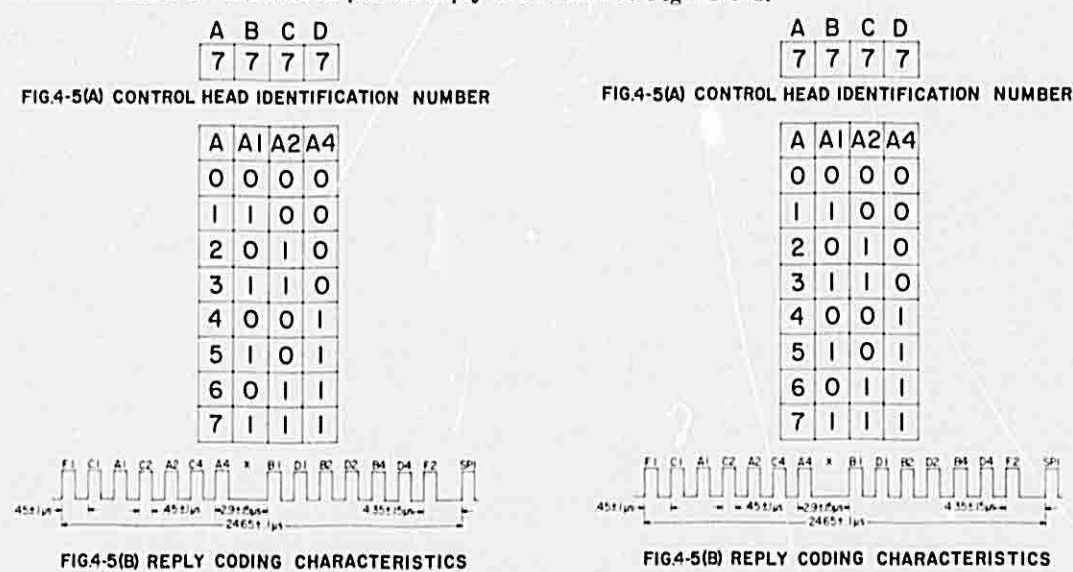 A B C D
7 7 7 7
FIG.4-5(A) CONTROL HEAD IDENTIFICATION NUMBER
A A1 A2 A4
0 0 0 0
1 1 0 0
2 0 1 0
3 1 1 0
4 0 0 1
5 1 0 1
6 0 1 1
7 1 1 1
F1 C1 A1 C2 A2 C4 A4 X B1 D1 B2 D2 B4 D4 F2 SP1
FIG.4-5(B) REPLY CODING CHARACTERISTICS
A B C D
7 7 7 7
FIG.4-5(A) CONTROL HEAD IDENTIFICATION NUMBER
A A1 A2 A4
0 0 0 0
1 1 0 0
2 0 1 0
3 1 1 0
4 0 0 1
5 1 0 1
6 0 1 1
7 1 1 1
F1 C1 A1 C2 A2 C4 A4 X B1 D1 B2 D2 B4 D4 F2 SP1
FIG.4-5(B) REPLY CODING CHARACTERISTICS